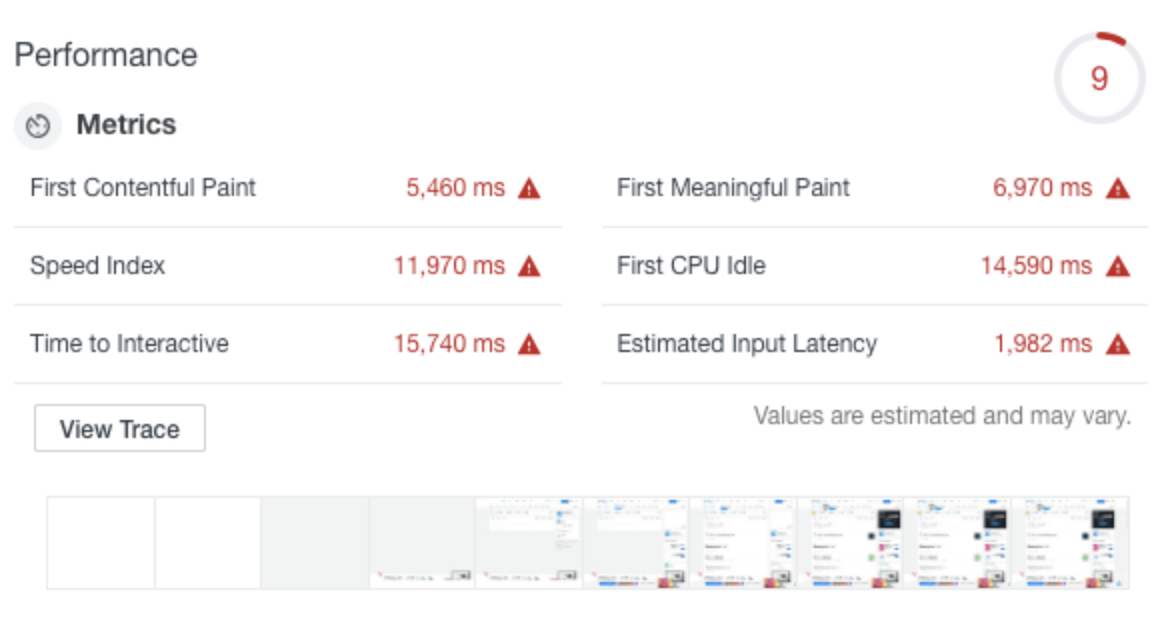 Performance
9
Metrics
First Contentful Paint 5,460 ms
First Meaningful Paint 6,970 ms
Speed Index 11,970 ms
First CPU Idle 14,590 ms
Time to Interactive 15,740 ms
Estimated Input Latency 1,982 ms
View Trace
Values are estimated and may vary.